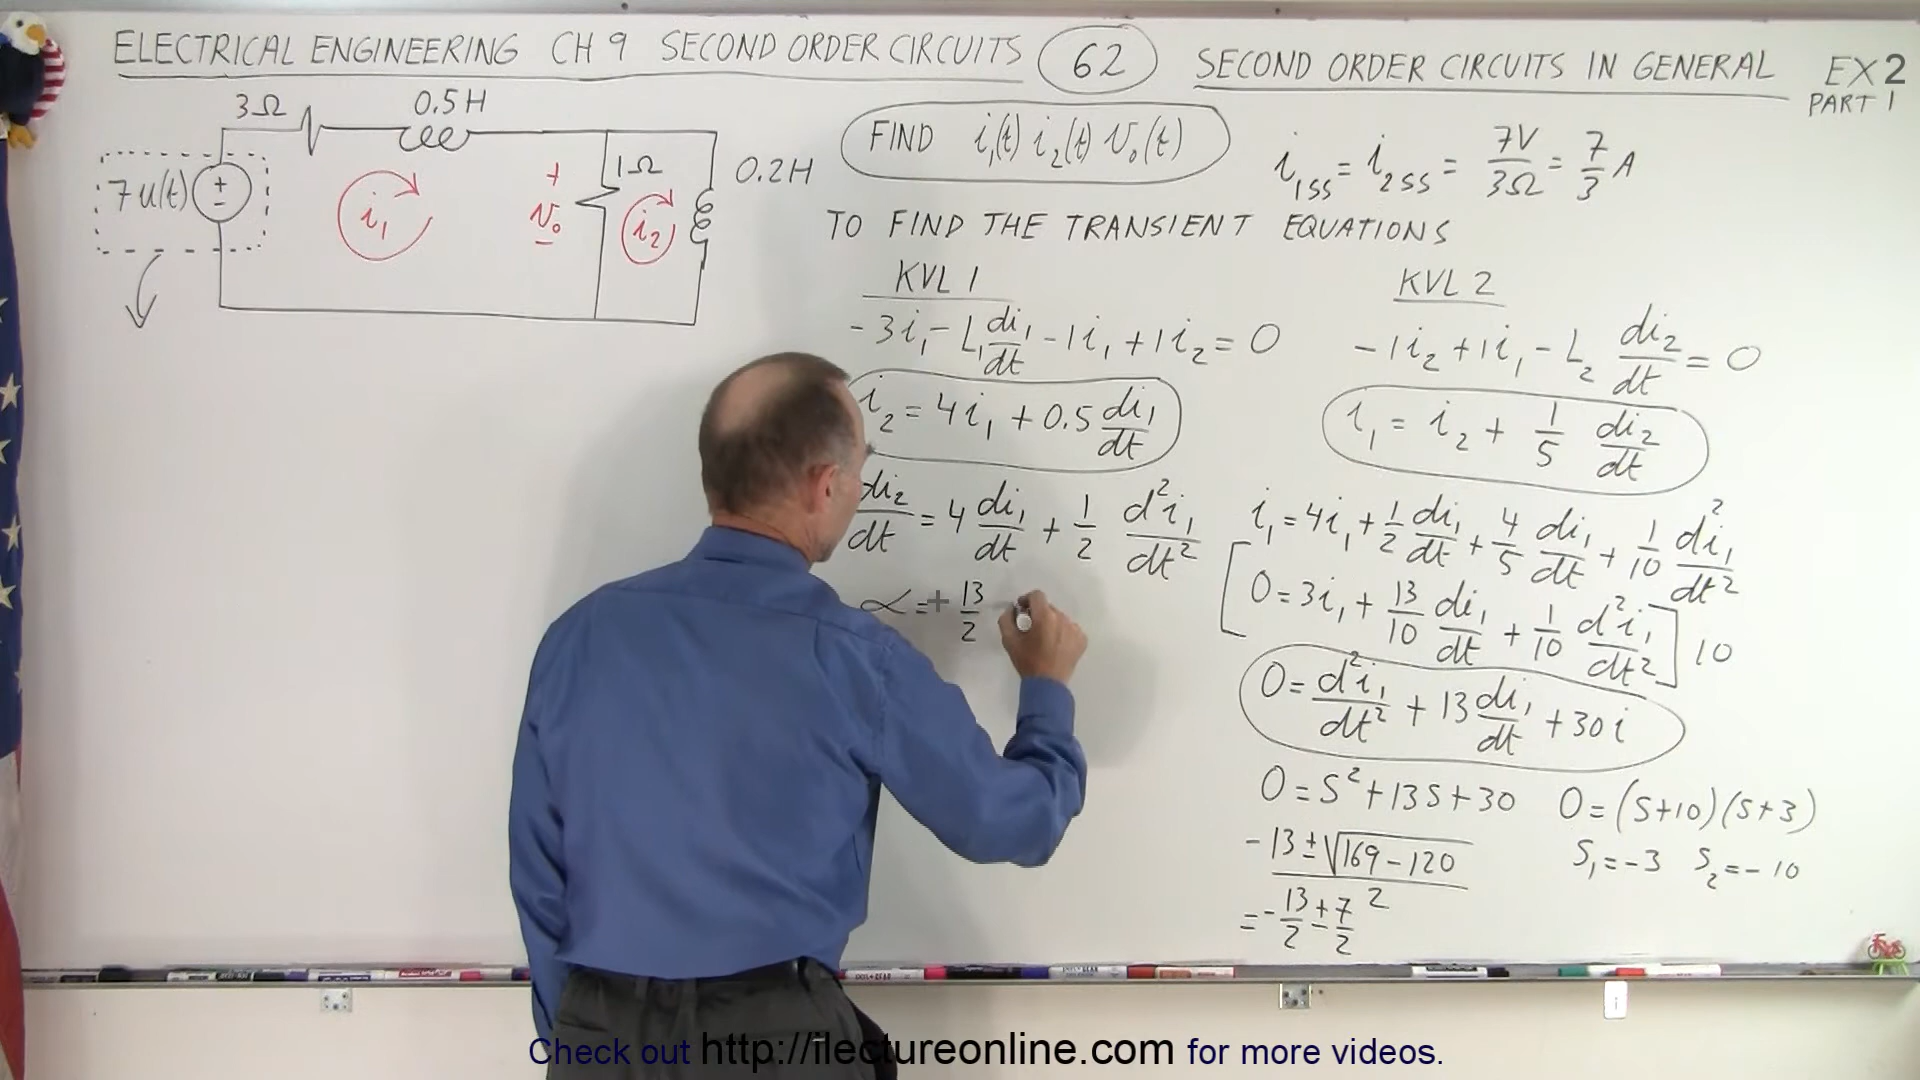 ELECTRICAL ENGINEERING CH 9 SECOND ORDER CIRCUITS 62 SECOND ORDER CIRCUITS IN GENERAL EX 2
PART 1
3Ω 0.5H
7u(t) + -
i₁
+ v₀ -
1Ω
i₂
0.2H
FIND i₁(t) i₂(t) v₀(t)
i₁ss = i₂ss = 7V/3Ω = 7/3 A
TO FIND THE TRANSIENT EQUATIONS
KVL 1
-3i₁ - L₁ di₁/dt - 1i₁ + 1i₂ = 0
i₂ = 4i₁ + 0.5 di₁/dt
di₂/dt = 4 di₁/dt + 1/2 d²i₁/dt²
α = + 13/2
KVL 2
-1i₂ + 1i₁ - L₂ di₂/dt = 0
i₁ = i₂ + 1/5 di₂/dt
i₁ = 4i₁ + 1/2 di₁/dt + 4/5 di₁/dt + 1/10 d²i₁/dt²
[0 = 3i₁ + 13/10 di₁/dt + 1/10 d²i₁/dt²] 10
0 = d²i₁/dt² + 13 di₁/dt + 30i
0 = S² + 13S + 30 0 = (S+10)(S+3)
-13 ± √169-120 / 2 S₁ = -3 S₂ = -10
= -13/2 ± 7/2
Check out http://ilectureonline.com for more videos.